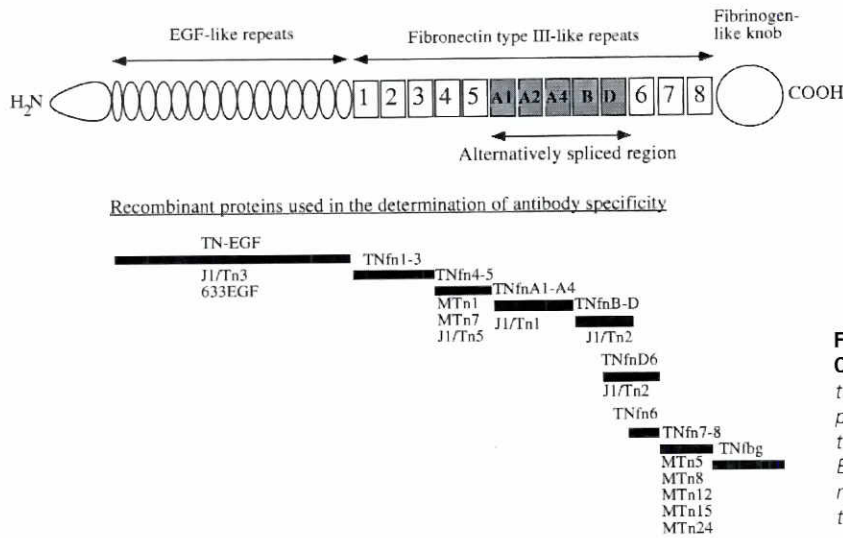 EGF-like repeats
Fibronectin type III-like repeats
Fibrinogen-
like knob
H2N
1 2 3 4 5 A1 A2 A4 B D 6 7 8
COOH
Alternatively spliced region
Recombinant proteins used in the determination of antibody specificity
TN-EGF
J1/Tn3
633EGF
TNfn1-3
TNfn4-5
MTn1
MTn7
J1/Tn5
TNfnA1-A4
J1/Tn1
TNfnB-D
J1/Tn2
TNfnD6
J1/Tn2
TNfn6
TNfn7-8
MTn5
MTn8
MTn12
MTn15
MTn24
TNfbg